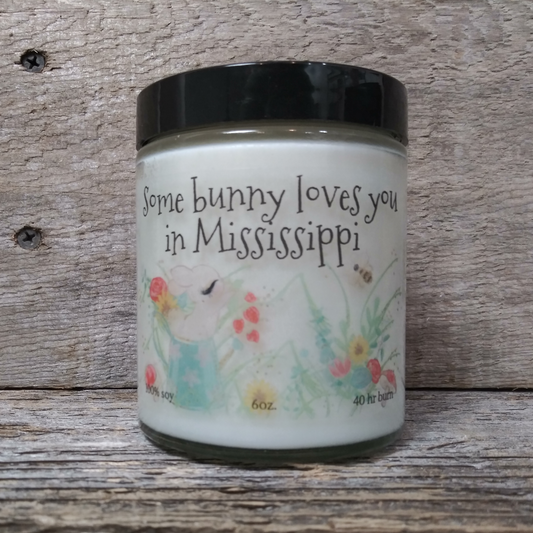 Some bunny loves you
in Mississippi
100% soy
6oz.
40 hr burn